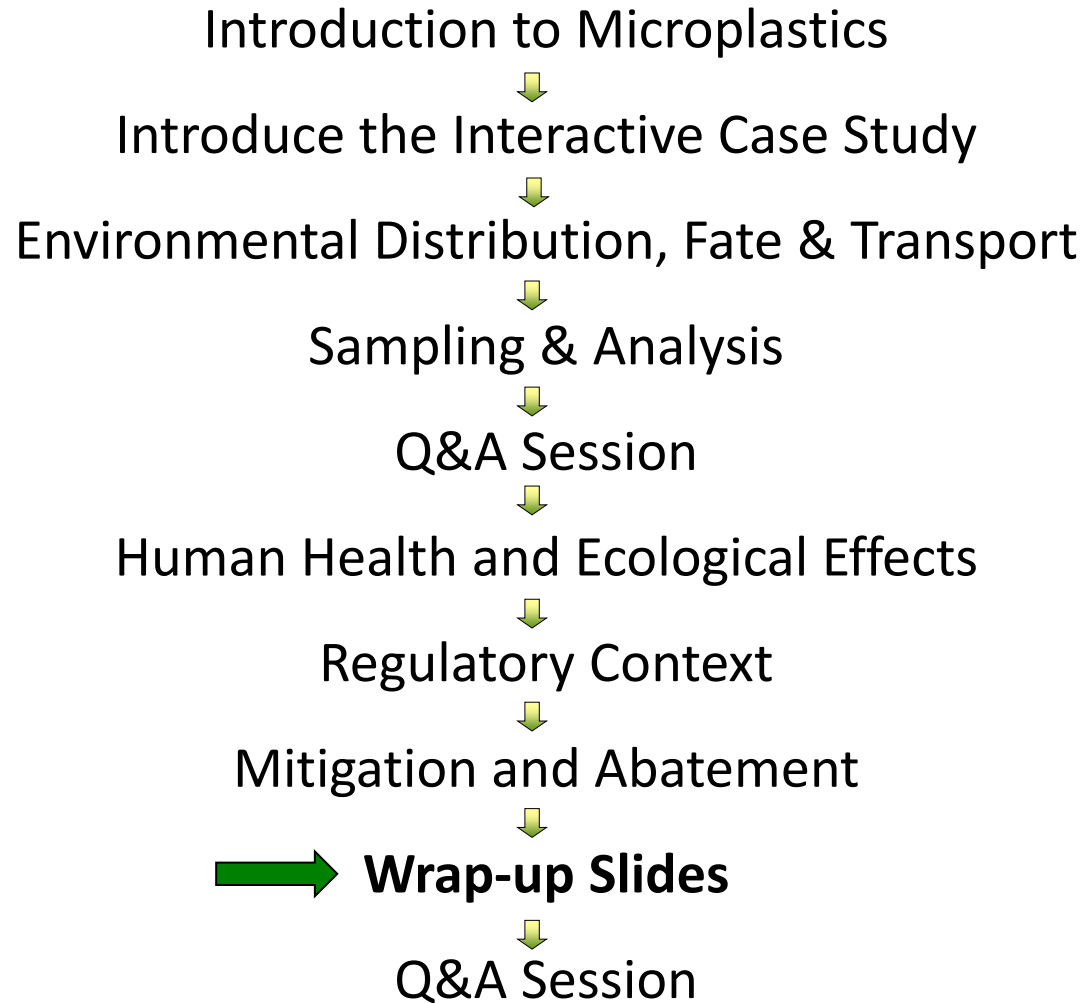 Introduction to Microplastics
Introduce the Interactive Case Study
Environmental Distribution, Fate & Transport
Sampling & Analysis
Q&A Session
Human Health and Ecological Effects
Regulatory Context
Mitigation and Abatement
Wrap-up Slides
Q&A Session